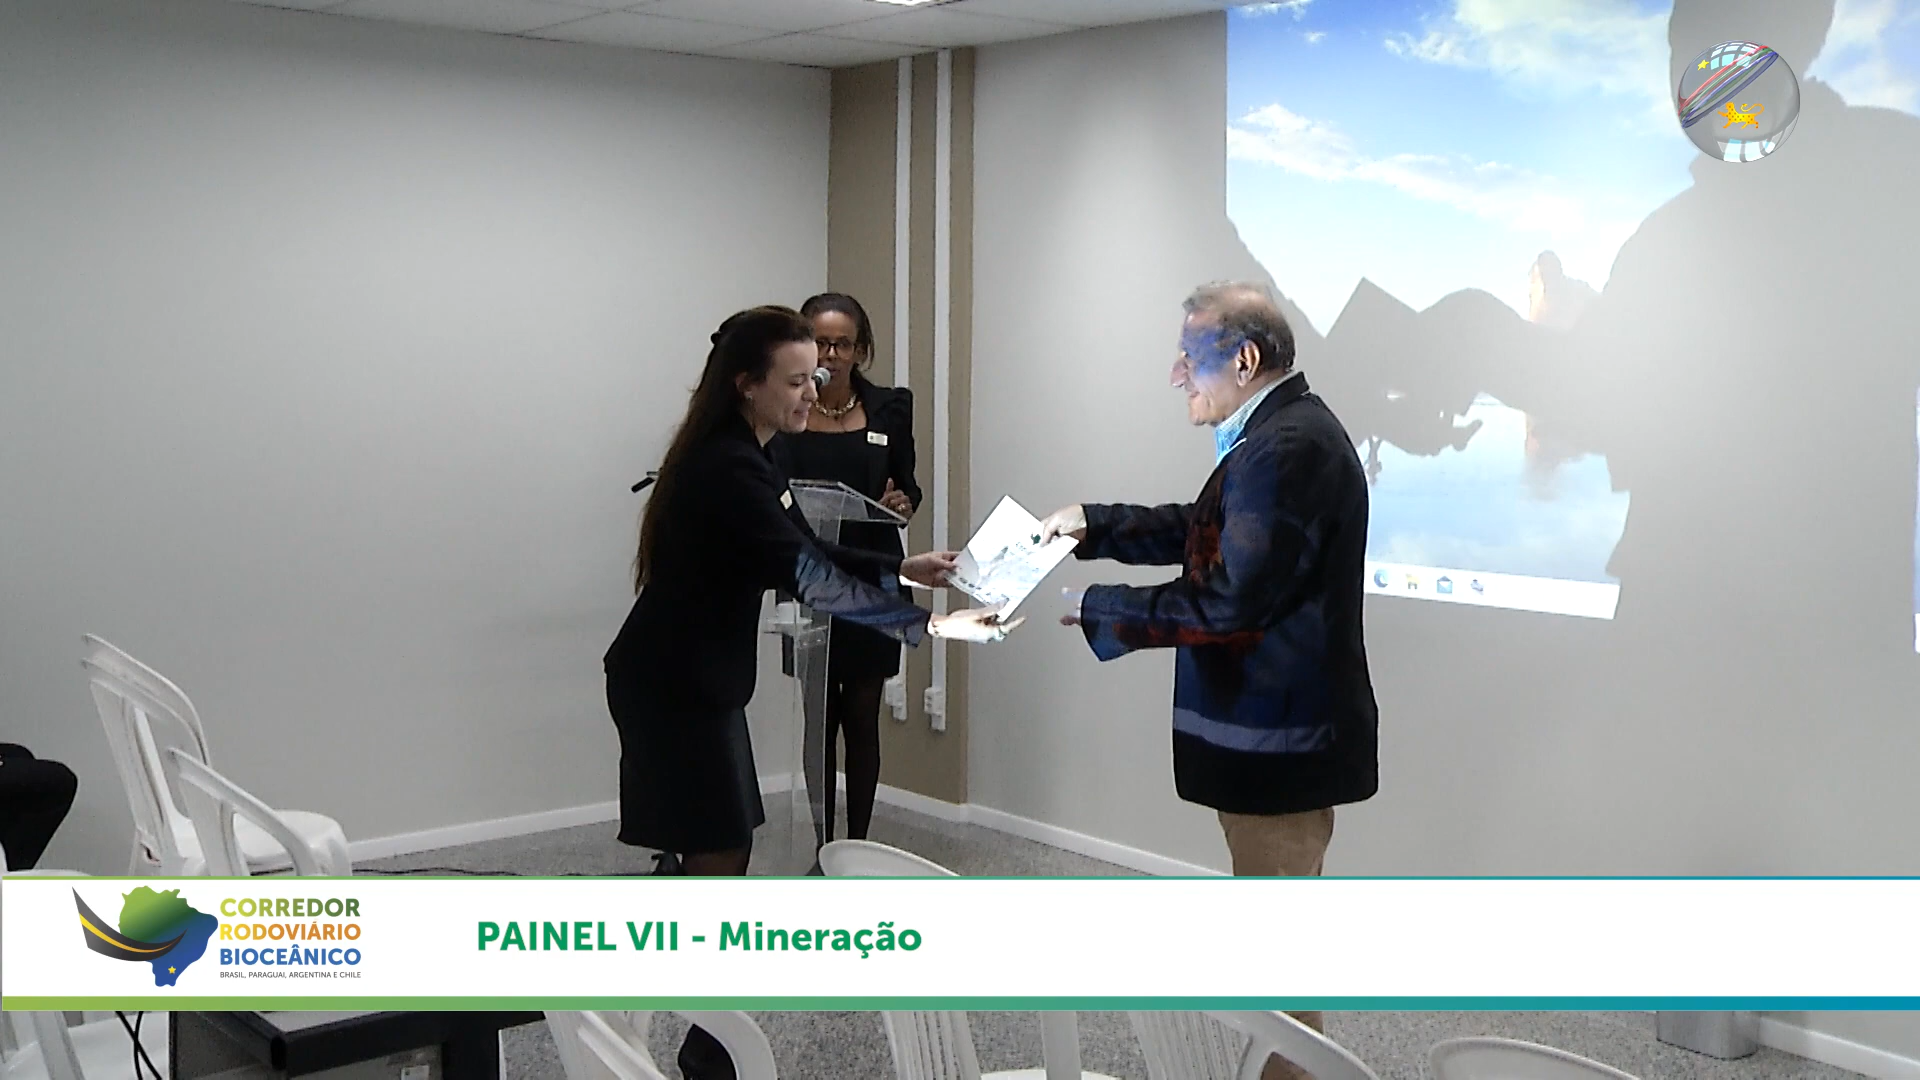 CORREDOR
RODOVIÁRIO
BIOCEÂNICO
BRASIL, PARAGUAI, ARGENTINA E CHILE
PAINEL VII - Mineração